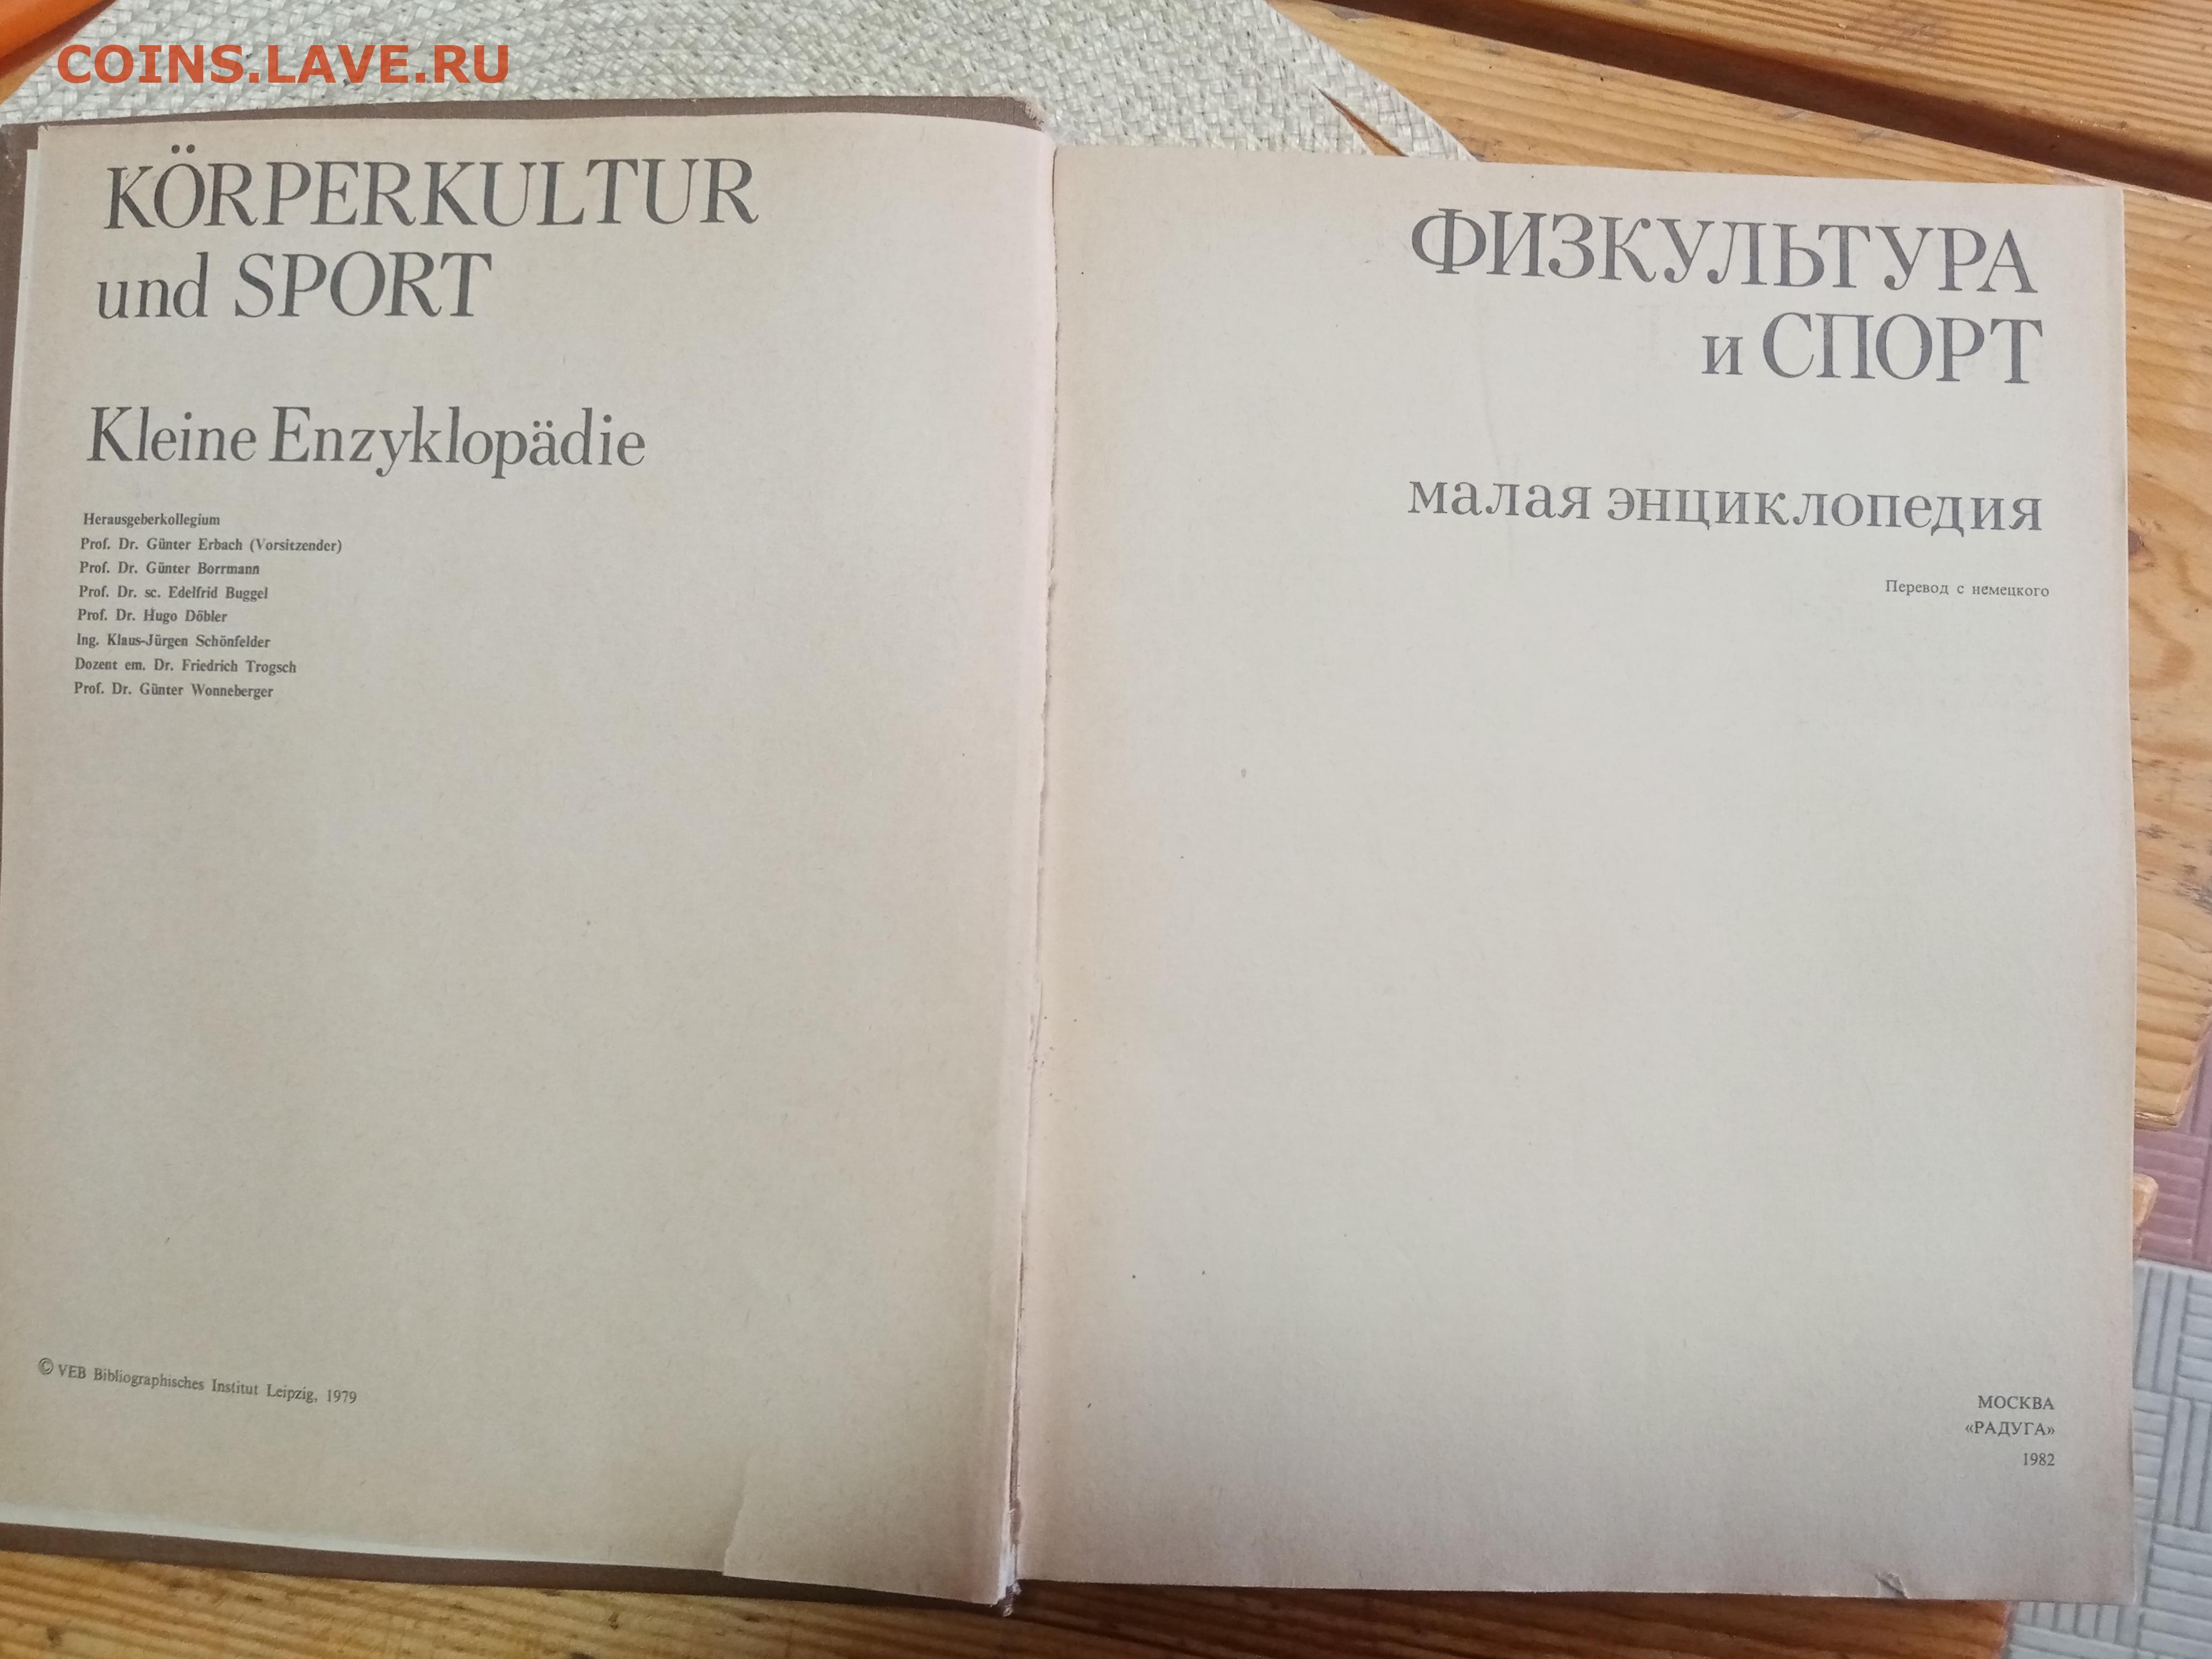 COINS.LAVE.RU
KÖRPERKULTUR
und SPORT
Kleine Enzyklopädie
Herausgeberkollegium
Prof. Dr. Günter Erbach (Vorsitzender)
Prof. Dr. Günter Borrmann
Prof. Dr. sc. Edelfrid Buggel
Prof. Dr. Hugo Döbler
Ing. Klaus-Jürgen Schönfelder
Dozent em. Dr. Friedrich Trogsch
Prof. Dr. Günter Wonneberger
© VEB Bibliographisches Institut Leipzig, 1979
ФИЗКУЛЬТУРА
и СПОРТ
малая энциклопедия
Перевод с немецкого
МОСКВА
«РАДУГА»
1982